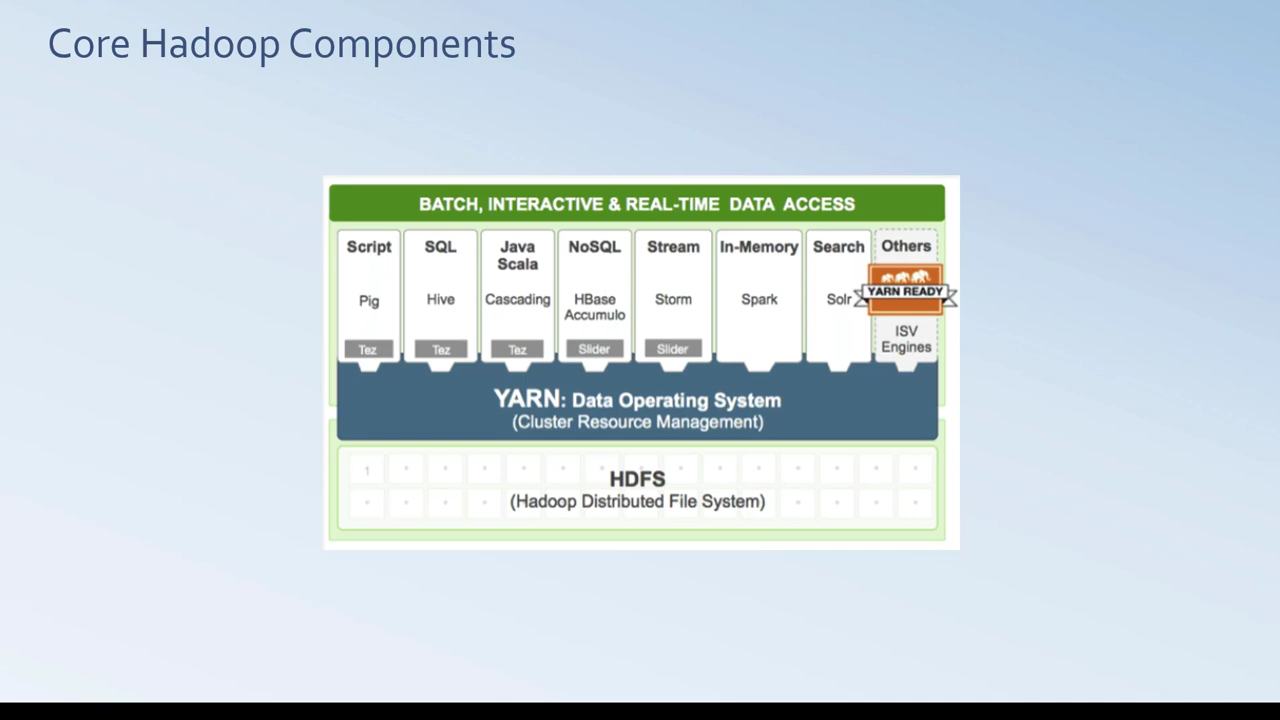 Core Hadoop Components
BATCH, INTERACTIVE & REAL-TIME DATA ACCESS
Script
Pig
Tez
SQL
Hive
Tez
Java
Scala
Cascading
Tez
NoSQL
HBase
Accumulo
Slider
Stream
Storm
Slider
In-Memory
Spark
Search
Solr
Others
YARN READY
ISV
Engines
YARN: Data Operating System
(Cluster Resource Management)
1
HDFS
(Hadoop Distributed File System)